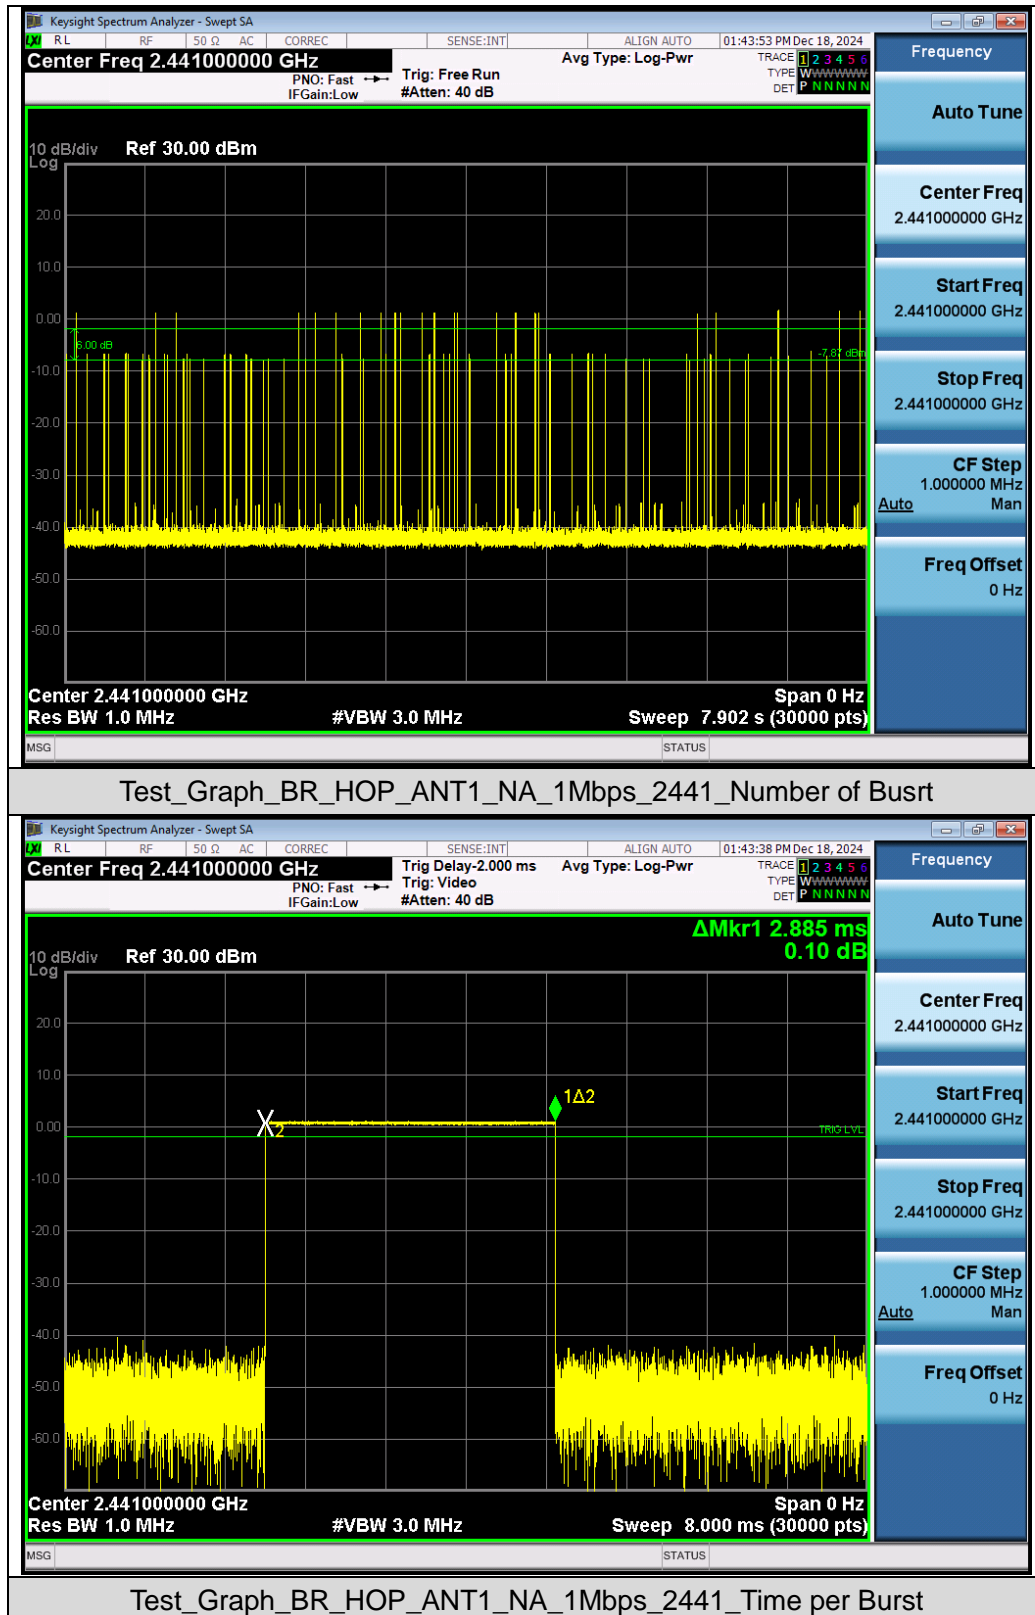 Keysight Spectrum Analyzer - Swept SA
LXI RL RF 50 Ω AC CORREC SENSE:INT ALIGN AUTO 01:43:53 PM Dec 18, 2024
Center Freq 2.441000000 GHz
PNO: Fast
IFGain:Low
Trig: Free Run
#Atten: 40 dB
Avg Type: Log-Pwr
TRACE 1 2 3 4 5 6
TYPE WWWWWW
DET P N N N N N
10 dB/div Ref 30.00 dBm
Log
20.0
10.0
0.00
6.00 dB
-7.87 dBm
-10.0
-20.0
-30.0
-40.0
-50.0
-60.0
Center 2.441000000 GHz Span 0 Hz
Res BW 1.0 MHz #VBW 3.0 MHz Sweep 7.902 s (30000 pts)
MSG STATUS
Frequency
Auto Tune
Center Freq
2.441000000 GHz
Start Freq
2.441000000 GHz
Stop Freq
2.441000000 GHz
CF Step
1.000000 MHz
Auto Man
Freq Offset
0 Hz
Test_Graph_BR_HOP_ANT1_NA_1Mbps_2441_Number of Busrt
Keysight Spectrum Analyzer - Swept SA
LXI RL RF 50 Ω AC CORREC SENSE:INT ALIGN AUTO 01:43:38 PM Dec 18, 2024
Center Freq 2.441000000 GHz
PNO: Fast
IFGain:Low
Trig Delay-2.000 ms
Trig: Video
#Atten: 40 dB
Avg Type: Log-Pwr
TRACE 1 2 3 4 5 6
TYPE WWWWWW
DET P N N N N N
ΔMkr1 2.885 ms
0.10 dB
10 dB/div Ref 30.00 dBm
Log
20.0
10.0
1Δ2
X2
0.00
TRIG LVL
-10.0
-20.0
-30.0
-40.0
-50.0
-60.0
Center 2.441000000 GHz Span 0 Hz
Res BW 1.0 MHz #VBW 3.0 MHz Sweep 8.000 ms (30000 pts)
MSG STATUS
Frequency
Auto Tune
Center Freq
2.441000000 GHz
Start Freq
2.441000000 GHz
Stop Freq
2.441000000 GHz
CF Step
1.000000 MHz
Auto Man
Freq Offset
0 Hz
Test_Graph_BR_HOP_ANT1_NA_1Mbps_2441_Time per Burst